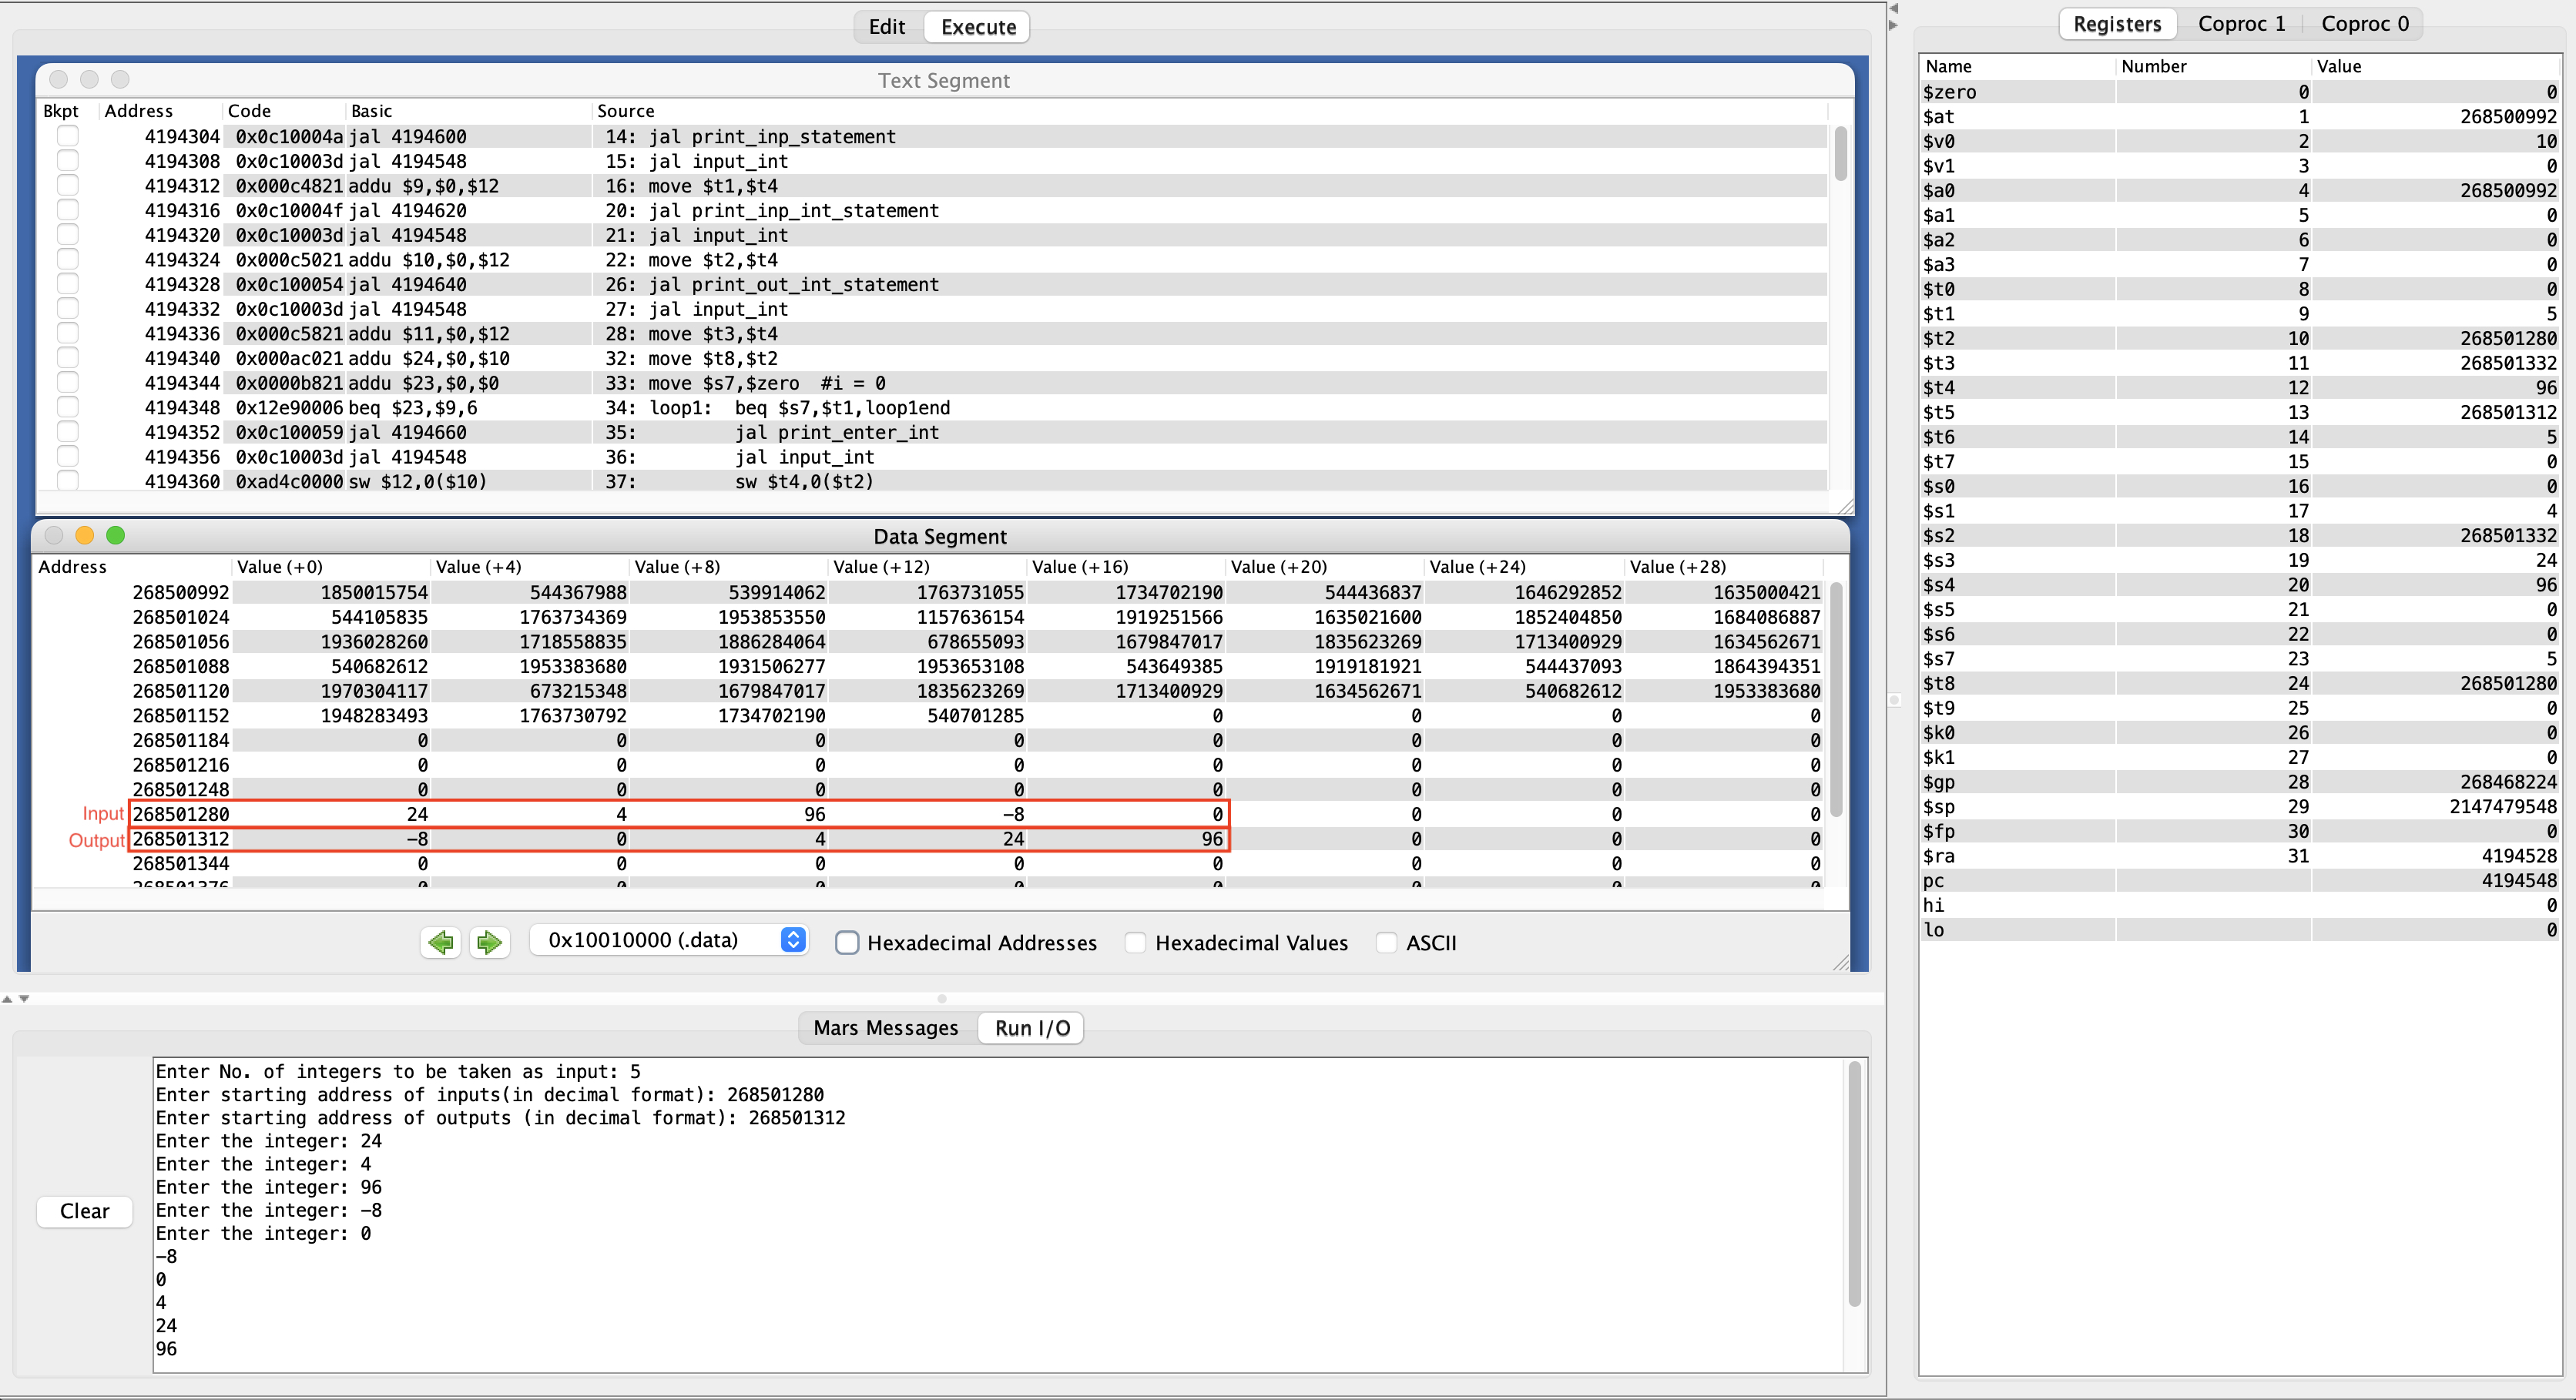 Edit Execute
Text Segment
Bkpt Address Code Basic Source
4194304 0x0c10004a jal 4194600 14: jal print_inp_statement
4194308 0x0c10003d jal 4194548 15: jal input_int
4194312 0x000c4821 addu $9,$0,$12 16: move $t1,$t4
4194316 0x0c10004f jal 4194620 20: jal print_inp_int_statement
4194320 0x0c10003d jal 4194548 21: jal input_int
4194324 0x000c5021 addu $10,$0,$12 22: move $t2,$t4
4194328 0x0c100054 jal 4194640 26: jal print_out_int_statement
4194332 0x0c10003d jal 4194548 27: jal input_int
4194336 0x000c5821 addu $11,$0,$12 28: move $t3,$t4
4194340 0x000ac021 addu $24,$0,$10 32: move $t8,$t2
4194344 0x0000b821 addu $23,$0,$0 33: move $s7,$zero #i = 0
4194348 0x12e90006 beq $23,$9,6 34: loop1: beq $s7,$t1,loop1end
4194352 0x0c100059 jal 4194660 35: jal print_enter_int
4194356 0x0c10003d jal 4194548 36: jal input_int
4194360 0xad4c0000 sw $12,0($10) 37: sw $t4,0($t2)
Data Segment
Address Value (+0) Value (+4) Value (+8) Value (+12) Value (+16) Value (+20) Value (+24) Value (+28)
268500992 1850015754 544367988 539914062 1763731055 1734702190 544436837 1646292852 1635000421
268501024 544105835 1763734369 1953853550 1157636154 1919251566 1635021600 1852404850 1684086887
268501056 1936028260 1718558835 1886284064 678655093 1679847017 1835623269 1713400929 1634562671
268501088 540682612 1953383680 1931506277 1953653108 543649385 1919181921 544437093 1864394351
268501120 1970304117 673215348 1679847017 1835623269 1713400929 1634562671 540682612 1953383680
268501152 1948283493 1763730792 1734702190 540701285 0 0 0 0
268501184 0 0 0 0 0 0 0 0
268501216 0 0 0 0 0 0 0 0
268501248 0 0 0 0 0 0 0 0
Input 268501280 24 4 96 -8 0 0 0 0
Output 268501312 -8 0 4 24 96 0 0 0
268501344 0 0 0 0 0 0 0 0
268501376 0 0 0 0 0 0 0 0
0x10010000 (.data) Hexadecimal Addresses Hexadecimal Values ASCII
Mars Messages Run I/O
Enter No. of integers to be taken as input: 5
Enter starting address of inputs(in decimal format): 268501280
Enter starting address of outputs (in decimal format): 268501312
Enter the integer: 24
Enter the integer: 4
Enter the integer: 96
Enter the integer: -8
Enter the integer: 0
-8
0
4
24
96
Clear
Registers Coproc 1 Coproc 0
Name Number Value
$zero 0 0
$at 1 268500992
$v0 2 10
$v1 3 0
$a0 4 268500992
$a1 5 0
$a2 6 0
$a3 7 0
$t0 8 0
$t1 9 5
$t2 10 268501280
$t3 11 268501332
$t4 12 96
$t5 13 268501312
$t6 14 5
$t7 15 0
$s0 16 0
$s1 17 4
$s2 18 268501332
$s3 19 24
$s4 20 96
$s5 21 0
$s6 22 0
$s7 23 5
$t8 24 268501280
$t9 25 0
$k0 26 0
$k1 27 0
$gp 28 268468224
$sp 29 2147479548
$fp 30 0
$ra 31 4194528
pc 4194548
hi 0
lo 0